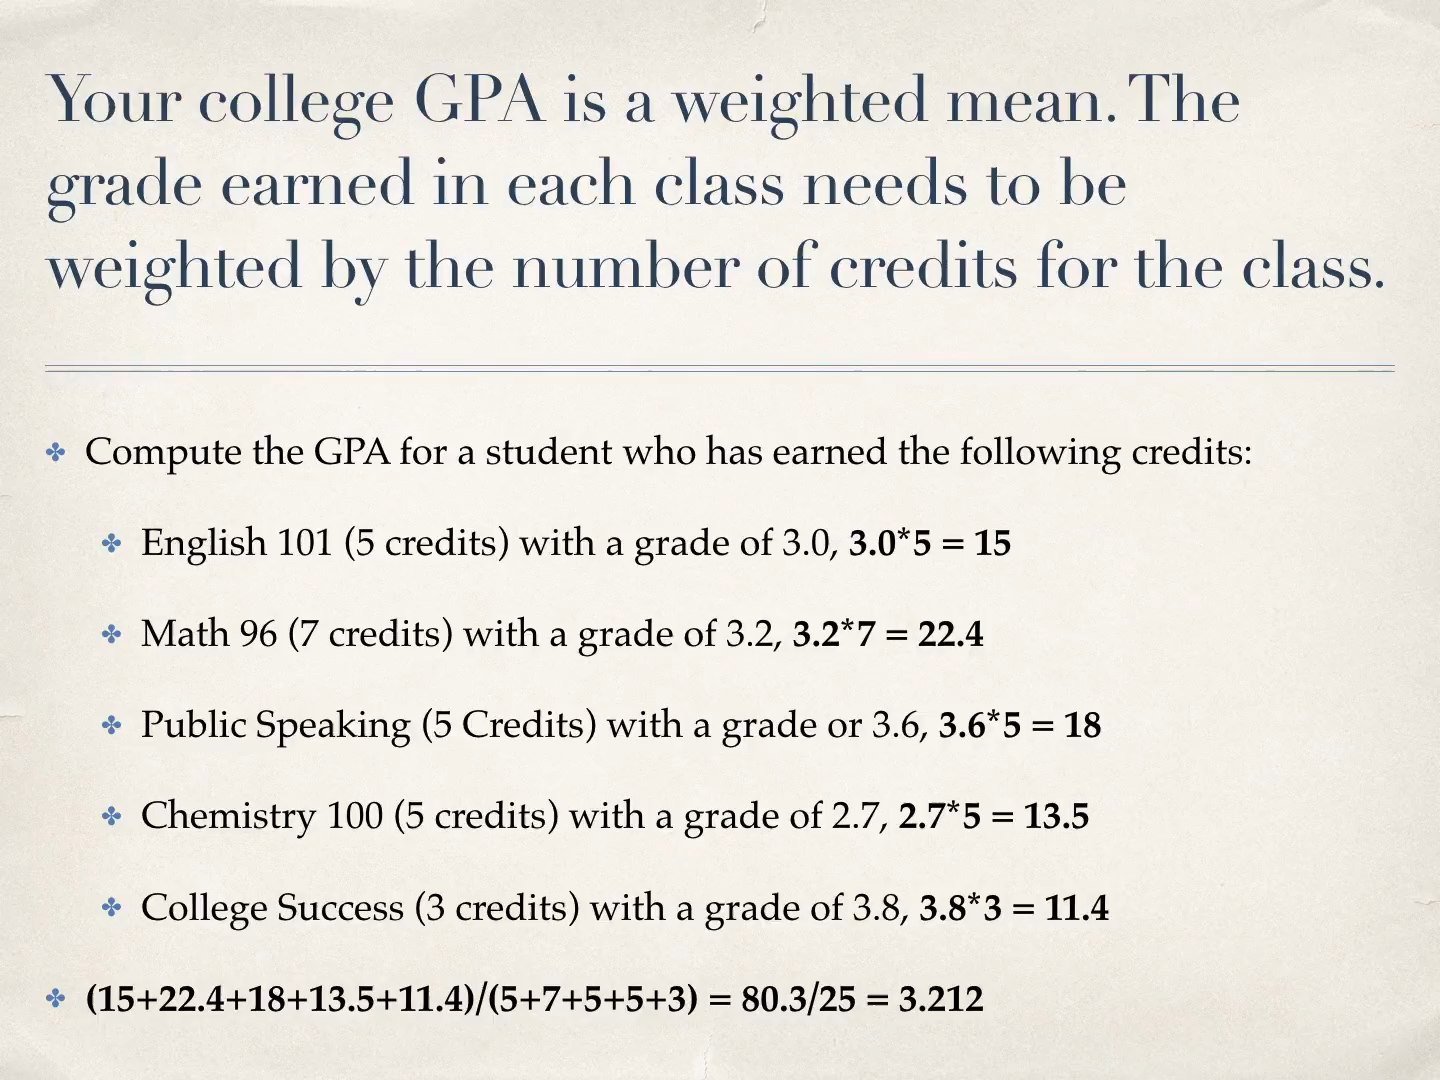 Your college GPA is a weighted mean. The
grade earned in each class needs to be
weighted by the number of credits for the class.
Compute the GPA for a student who has earned the following credits:
English 101 (5 credits) with a grade of 3.0, 3.0*5 = 15
Math 96 (7 credits) with a grade of 3.2, 3.2*7 = 22.4
Public Speaking (5 Credits) with a grade or 3.6, 3.6*5 = 18
Chemistry 100 (5 credits) with a grade of 2.7, 2.7*5 = 13.5
College Success (3 credits) with a grade of 3.8, 3.8*3 = 11.4
(15+22.4+18+13.5+11.4)/(5+7+5+5+3) = 80.3/25 = 3.212